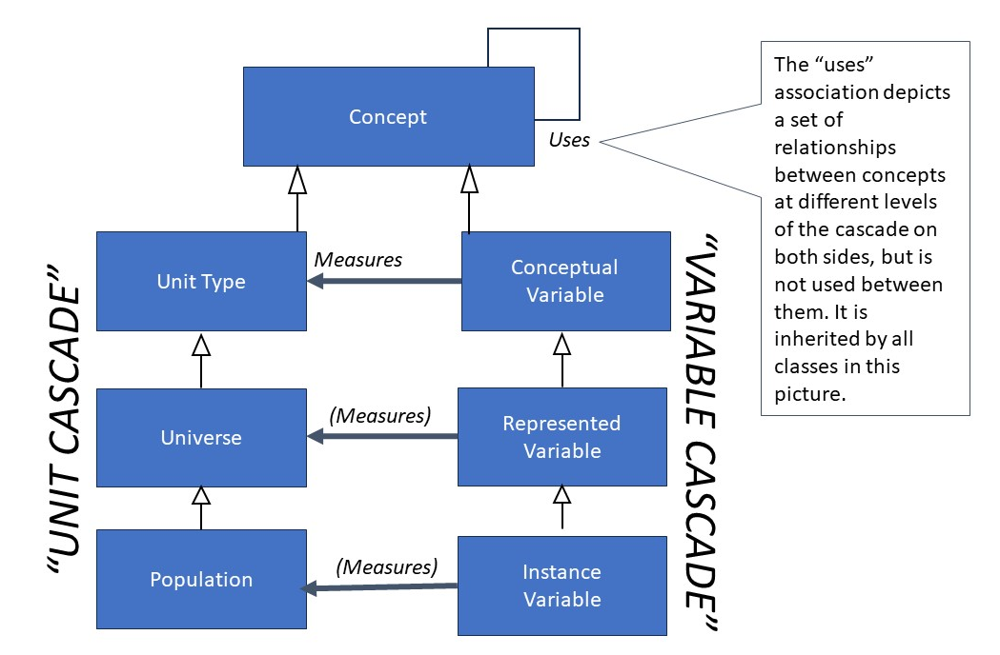 Concept
Uses
The “uses”
association depicts
a set of
relationships
between concepts
at different levels
of the cascade on
both sides, but is
not used between
them. It is
inherited by all
classes in this
picture.
“UNIT CASCADE”
Unit Type
Measures
Conceptual
Variable
“VARIABLE CASCADE”
Universe
(Measures)
Represented
Variable
Population
(Measures)
Instance
Variable